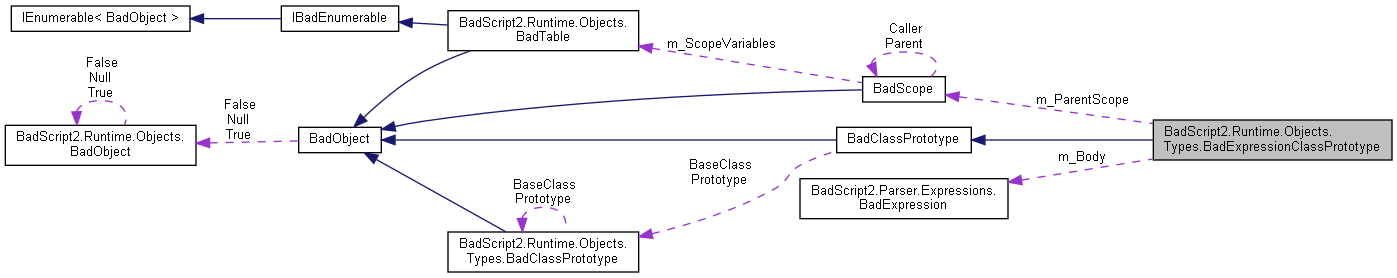 IEnumerable< BadObject >
IBadEnumerable
BadScript2.Runtime.Objects.
BadTable
m_ScopeVariables
Caller
Parent
BadScope
m_ParentScope
False
Null
True
BadScript2.Runtime.Objects.
BadObject
False
Null
True
BadObject
BadClassPrototype
BadScript2.Runtime.Objects.
Types.BadExpressionClassPrototype
m_Body
BaseClass
Prototype
BadScript2.Parser.Expressions.
BadExpression
BaseClass
Prototype
BadScript2.Runtime.Objects.
Types.BadClassPrototype